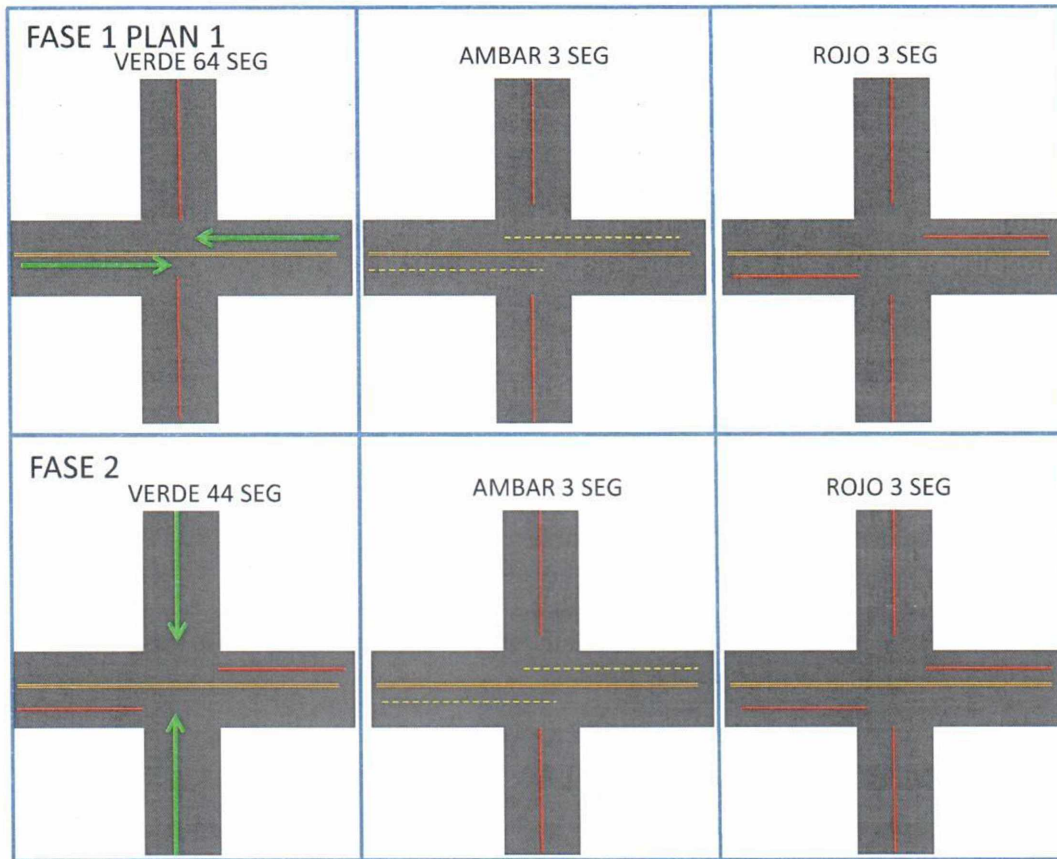 FASE 1 PLAN 1
VERDE 64 SEG
AMBAR 3 SEG
ROJO 3 SEG
FASE 2
VERDE 44 SEG
AMBAR 3 SEG
ROJO 3 SEG